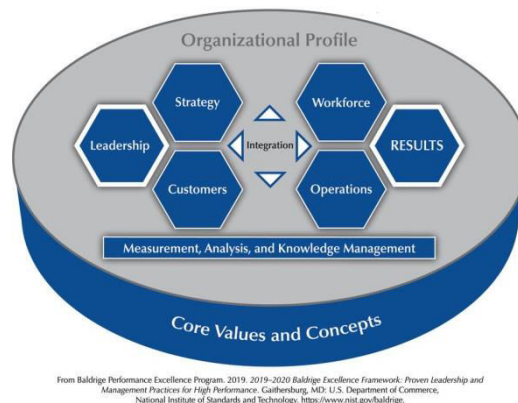 Organizational Profile
Strategy
Workforce
Leadership
Integration
RESULTS
Customers
Operations
Measurement, Analysis, and Knowledge Management
Core Values and Concepts
From Baldrige Performance Excellence Program. 2019. 2019–2020 Baldrige Excellence Framework: Proven Leadership and
Management Practices for High Performance. Gaithersburg, MD: U.S. Department of Commerce,
National Institute of Standards and Technology. https://www.nist.gov/baldrige.